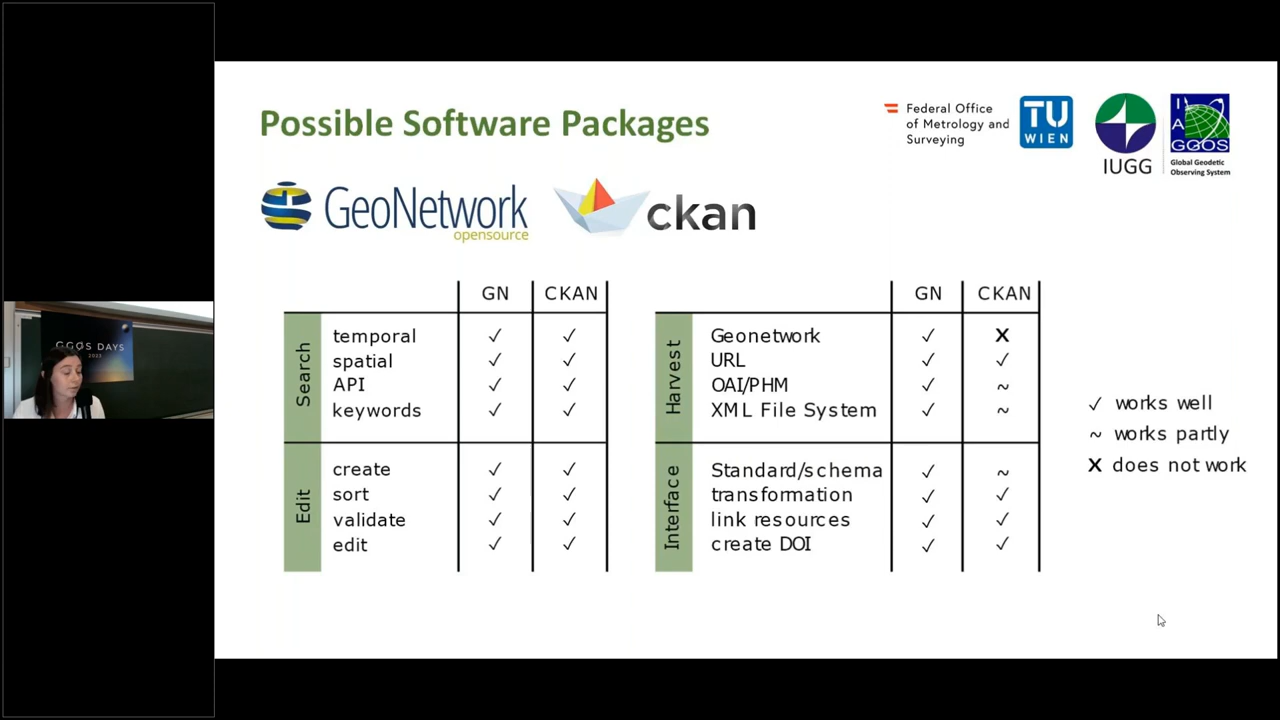 Possible Software Packages
Federal Office
of Metrology and
Surveying
TU
WIEN
IUGG
I
A
GGOS
Global Geodetic
Observing System
GeoNetwork
opensource
ckan
GN CKAN
Search
temporal ✓ ✓
spatial ✓ ✓
API ✓ ✓
keywords ✓ ✓
Edit
create ✓ ✓
sort ✓ ✓
validate ✓ ✓
edit ✓ ✓
GN CKAN
Harvest
Geonetwork ✓ X
URL ✓ ✓
OAI/PHM ✓ ~
XML File System ✓ ~
Interface
Standard/schema ✓ ~
transformation ✓ ✓
link resources ✓ ✓
create DOI ✓ ✓
✓ works well
~ works partly
X does not work
GGOS DAYS